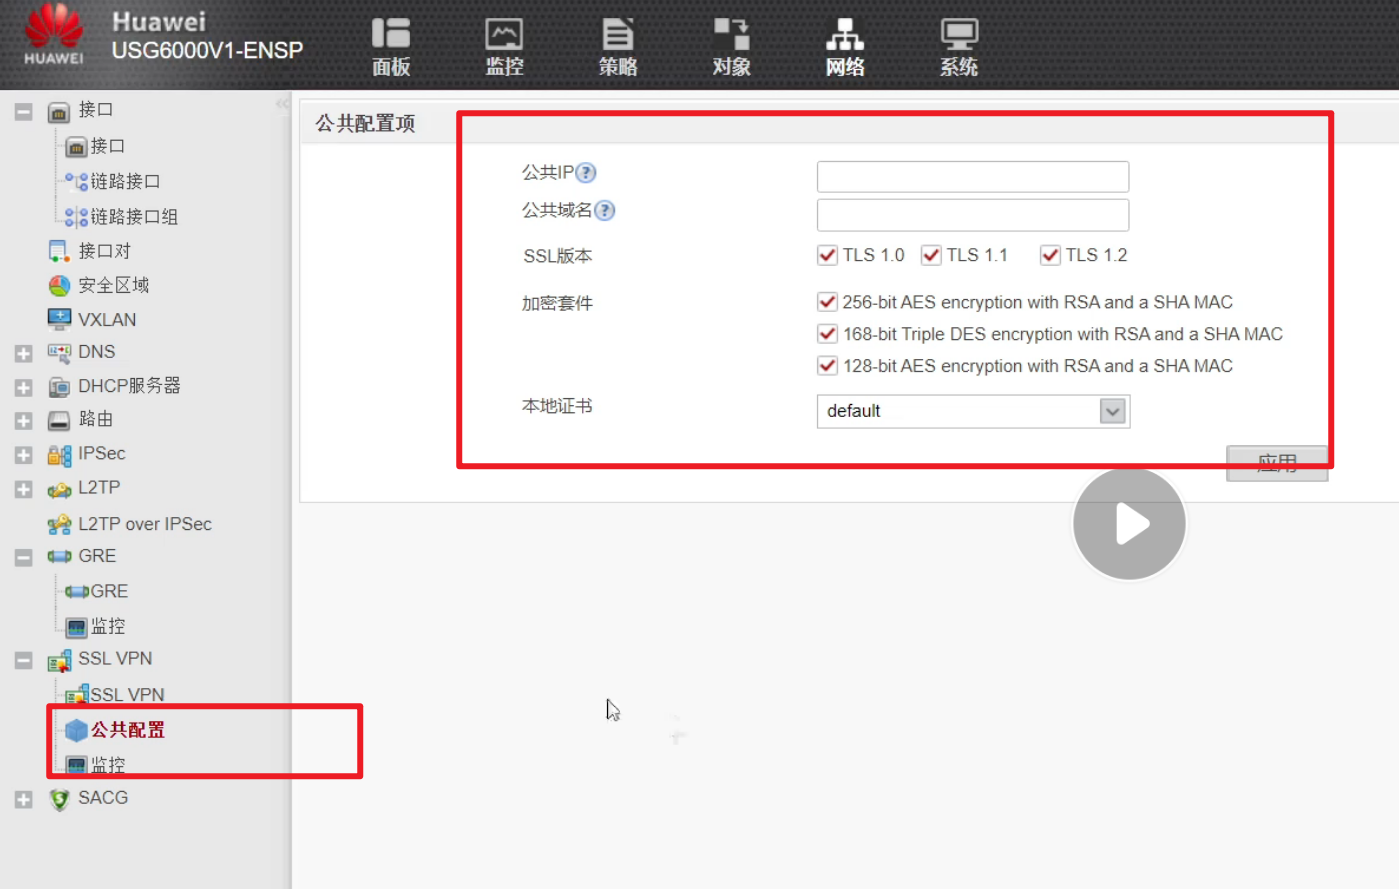 HUAWEI
Huawei
USG6000V1-ENSP
面板
监控
策略
对象
网络
系统
接口
接口
链路接口
链路接口组
接口对
安全区域
VXLAN
DNS
DHCP服务器
路由
IPSec
L2TP
L2TP over IPSec
GRE
GRE
监控
SSL VPN
SSL VPN
公共配置
监控
SACG
公共配置项
公共IP
公共域名
SSL版本 TLS 1.0 TLS 1.1 TLS 1.2
加密套件 256-bit AES encryption with RSA and a SHA MAC
168-bit Triple DES encryption with RSA and a SHA MAC
128-bit AES encryption with RSA and a SHA MAC
本地证书 default
应用